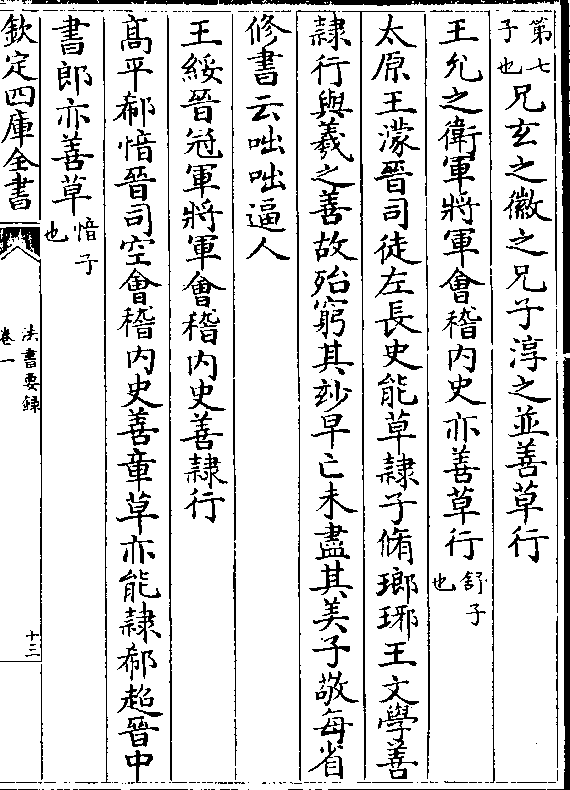 第七子也兄玄之徽之兄子淳之並善草行
王允之衛軍將軍會稽内史亦善草行舒子也
太原王濛晉司徒左長史能草隸子脩瑯琊王文學善
隸行與羲之善故殆窮其妙早亡未盡其美子敬每省
修書云咄咄逼人
王綏晉冠軍將軍會稽内史善隸行
髙平郗愔晉司空會稽内史善章草亦能隸郗超晉中
書郎亦善草愔子也
欽定四庫全書
法書要録
卷一
十三